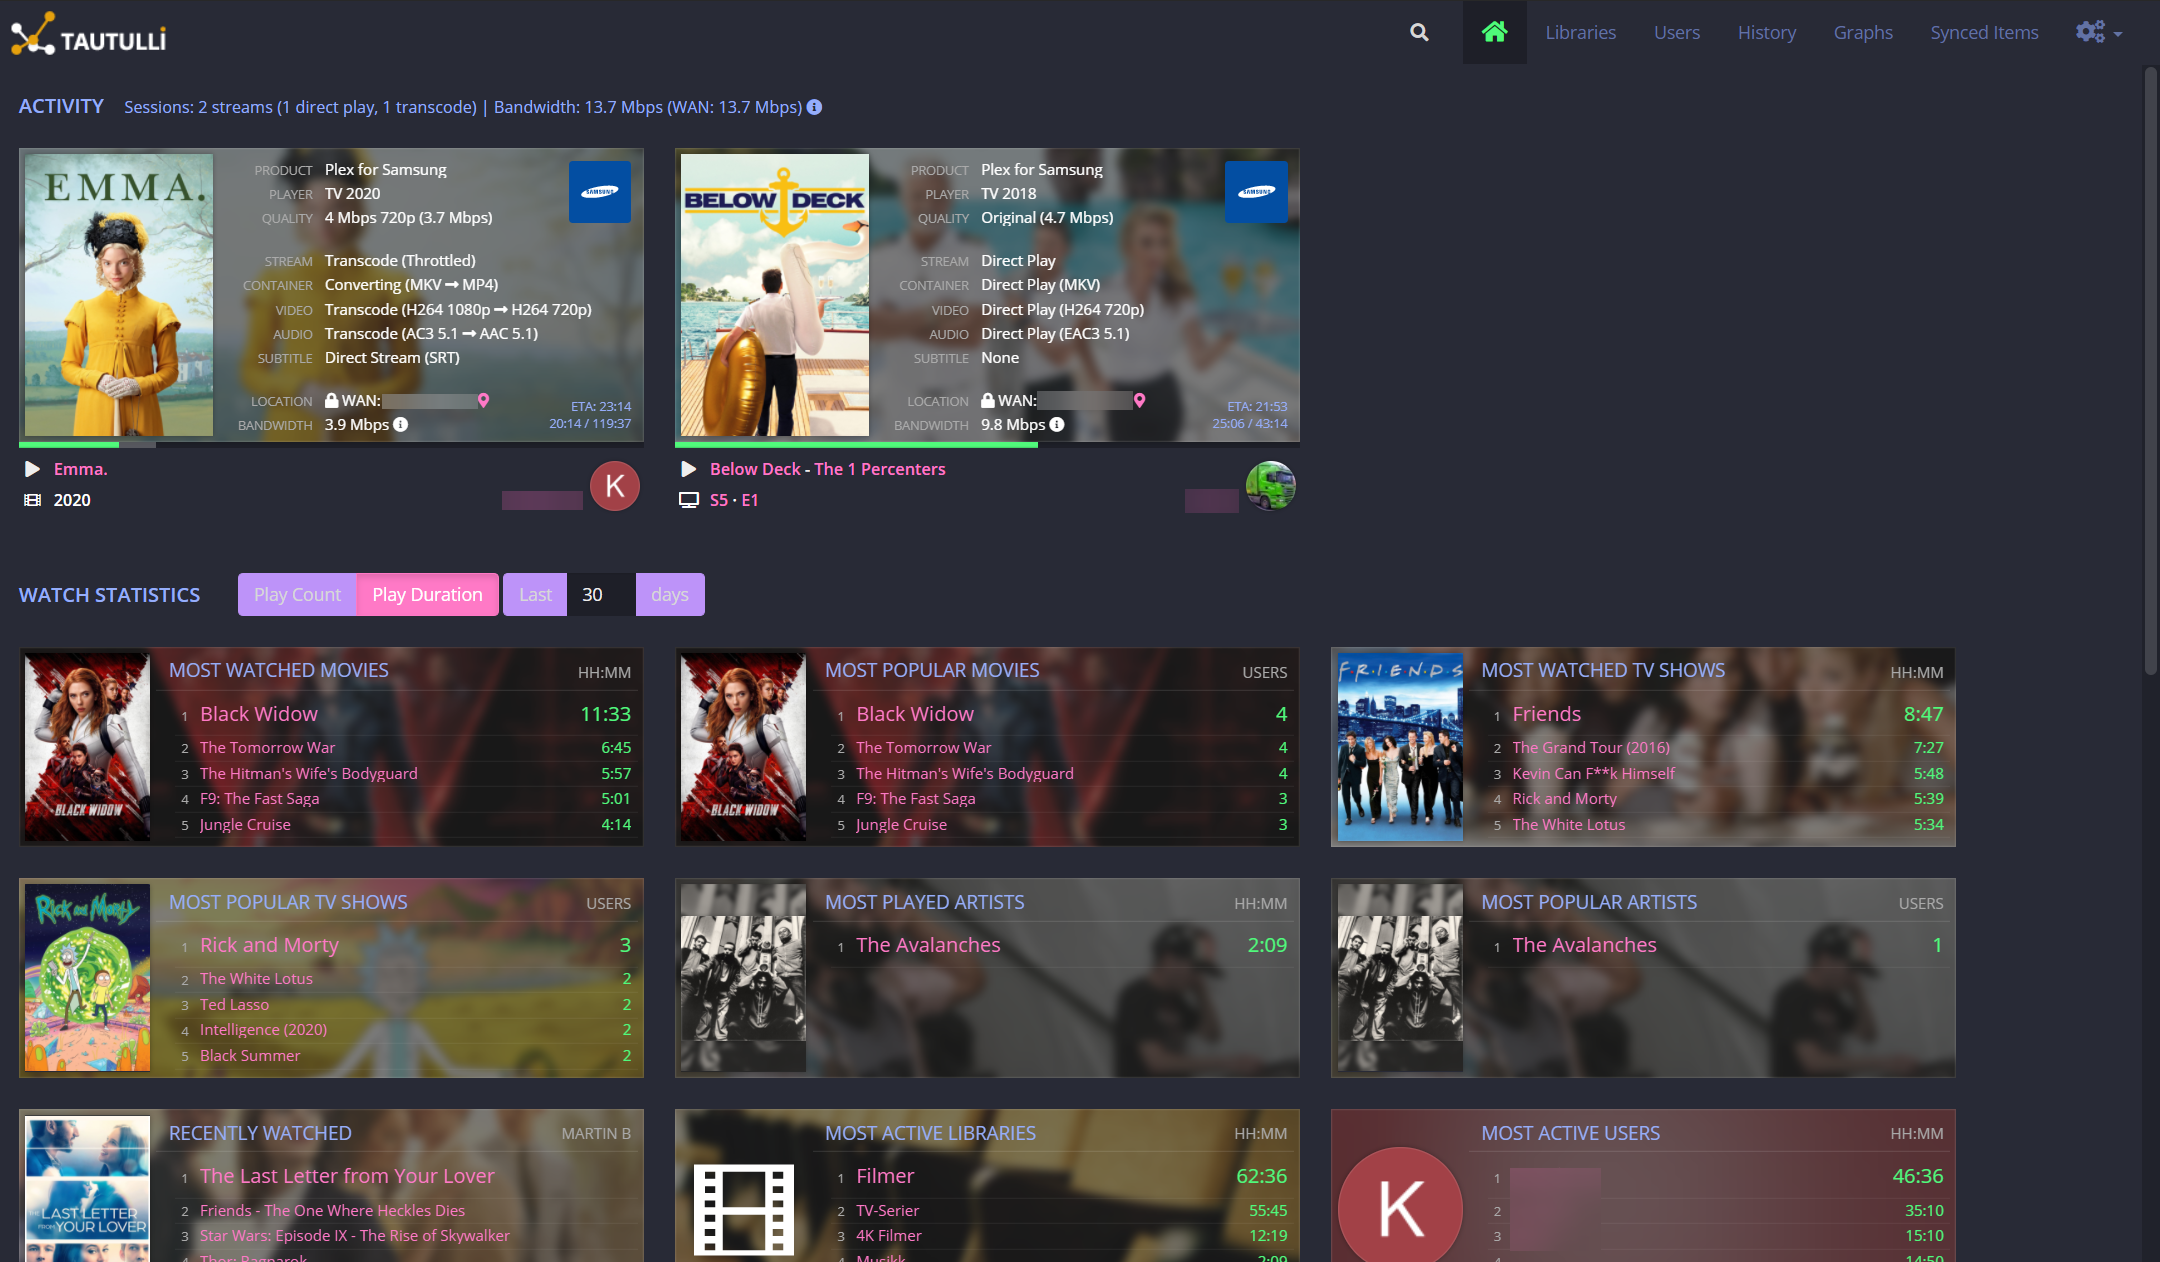 TAUTULLI
Libraries
Users
History
Graphs
Synced Items
ACTIVITY Sessions: 2 streams (1 direct play, 1 transcode) | Bandwidth: 13.7 Mbps (WAN: 13.7 Mbps)
EMMA.
PRODUCT Plex for Samsung
PLAYER TV 2020
QUALITY 4 Mbps 720p (3.7 Mbps)
SAMSUNG
STREAM Transcode (Throttled)
CONTAINER Converting (MKV → MP4)
VIDEO Transcode (H264 1080p → H264 720p)
AUDIO Transcode (AC3 5.1 → AAC 5.1)
SUBTITLE Direct Stream (SRT)
LOCATION WAN:
BANDWIDTH 3.9 Mbps
ETA: 23:14
20:14 / 119:37
Emma.
2020
K
BELOW DECK
PRODUCT Plex for Samsung
PLAYER TV 2018
QUALITY Original (4.7 Mbps)
SAMSUNG
STREAM Direct Play
CONTAINER Direct Play (MKV)
VIDEO Direct Play (H264 720p)
AUDIO Direct Play (EAC3 5.1)
SUBTITLE None
LOCATION WAN:
BANDWIDTH 9.8 Mbps
ETA: 21:53
25:06 / 43:14
Below Deck - The 1 Percenters
S5 · E1
WATCH STATISTICS
Play Count Play Duration Last 30 days
BLACK WIDOW
MOST WATCHED MOVIES HH:MM
1 Black Widow 11:33
2 The Tomorrow War 6:45
3 The Hitman's Wife's Bodyguard 5:57
4 F9: The Fast Saga 5:01
5 Jungle Cruise 4:14
BLACK WIDOW
MOST POPULAR MOVIES USERS
1 Black Widow 4
2 The Tomorrow War 4
3 The Hitman's Wife's Bodyguard 4
4 F9: The Fast Saga 3
5 Jungle Cruise 3
F·R·I·E·N·D·S
MOST WATCHED TV SHOWS HH:MM
1 Friends 8:47
2 The Grand Tour (2016) 7:27
3 Kevin Can F**k Himself 5:48
4 Rick and Morty 5:39
5 The White Lotus 5:34
Rick and Morty
MOST POPULAR TV SHOWS USERS
1 Rick and Morty 3
2 The White Lotus 2
3 Ted Lasso 2
4 Intelligence (2020) 2
5 Black Summer 2
MOST PLAYED ARTISTS HH:MM
1 The Avalanches 2:09
MOST POPULAR ARTISTS USERS
1 The Avalanches 1
THE LAST LETTER FROM YOUR LOVER
RECENTLY WATCHED MARTIN B
1 The Last Letter from Your Lover
2 Friends - The One Where Heckles Dies
3 Star Wars: Episode IX - The Rise of Skywalker
4 Thor: Ragnarok
MOST ACTIVE LIBRARIES HH:MM
1 Filmer 62:36
2 TV-Serier 55:45
3 4K Filmer 12:19
4 Musikk 2:09
K
MOST ACTIVE USERS HH:MM
1 46:36
2 35:10
3 15:10
4 14:50